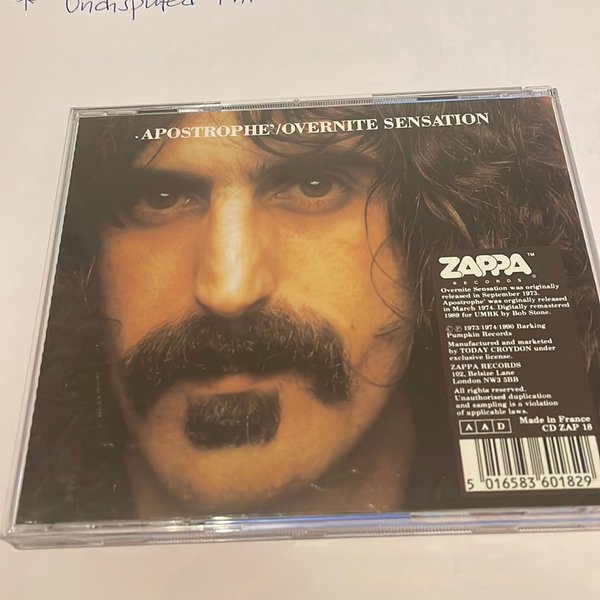 * Undisputed
.APOSTROPHE'/OVERNITE SENSATION
ZAPPA™
RECORDS®
Overnite Sensation was originally
released in September 1973.
Apostrophe' was orginally released
in March 1974. Digitally remastered
1989 for UMRK by Bob Stone.
©℗ 1973/1974/1990 Barking
Pumpkin Records
Manufactured and marketed
by TODAY CROYDON under
exclusive license.
ZAPPA RECORDS
102, Belsize Lane
London NW3 5BB
All rights reserved.
Unauthorised duplication
and sampling is a violation
of applicable laws.
Made in France
AAD CD ZAP 18
5 016583 601829